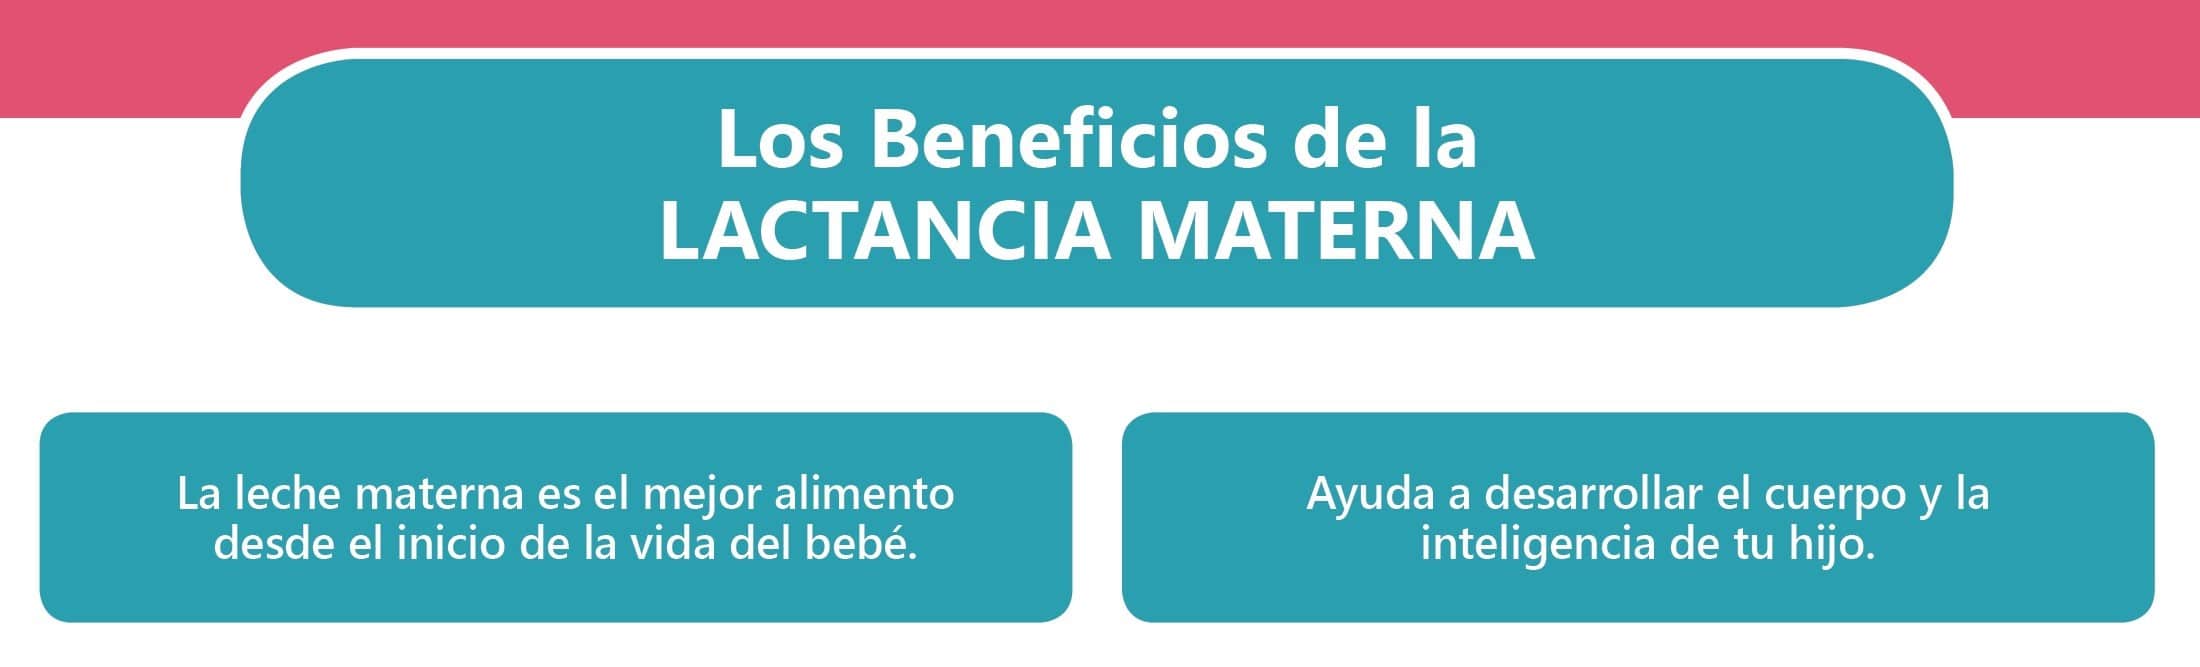 Los Beneficios de la
LACTANCIA MATERNA
La leche materna es el mejor alimento
desde el inicio de la vida del bebé.
Ayuda a desarrollar el cuerpo y la
inteligencia de tu hijo.